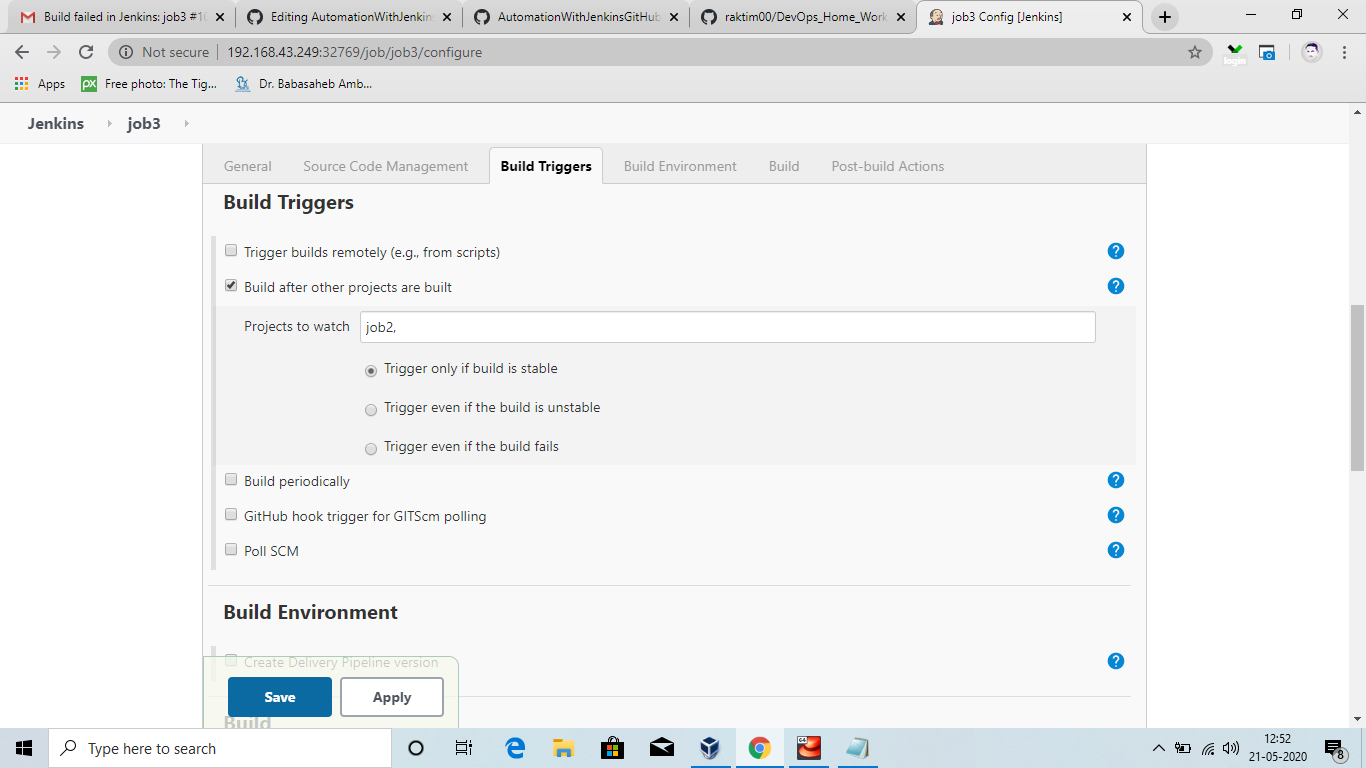 Build failed in Jenkins: job3 #10
Editing AutomationWithJenkin
AutomationWithJenkinsGitHub
raktim00/DevOps_Home_Work
job3 Config [Jenkins]
Not secure
192.168.43.249:32769/job/job3/configure
login
Apps
px
Free photo: The Tig...
Dr. Babasaheb Amb...
Jenkins
job3
General
Source Code Management
Build Triggers
Build Environment
Build
Post-build Actions
Build Triggers
Trigger builds remotely (e.g., from scripts)
?
Build after other projects are built
?
Projects to watch
job2,
Trigger only if build is stable
Trigger even if the build is unstable
Trigger even if the build fails
Build periodically
?
GitHub hook trigger for GITScm polling
?
Poll SCM
?
Build Environment
Create Delivery Pipeline version
?
Save
Apply
Build
Type here to search
12:52
21-05-2020
8